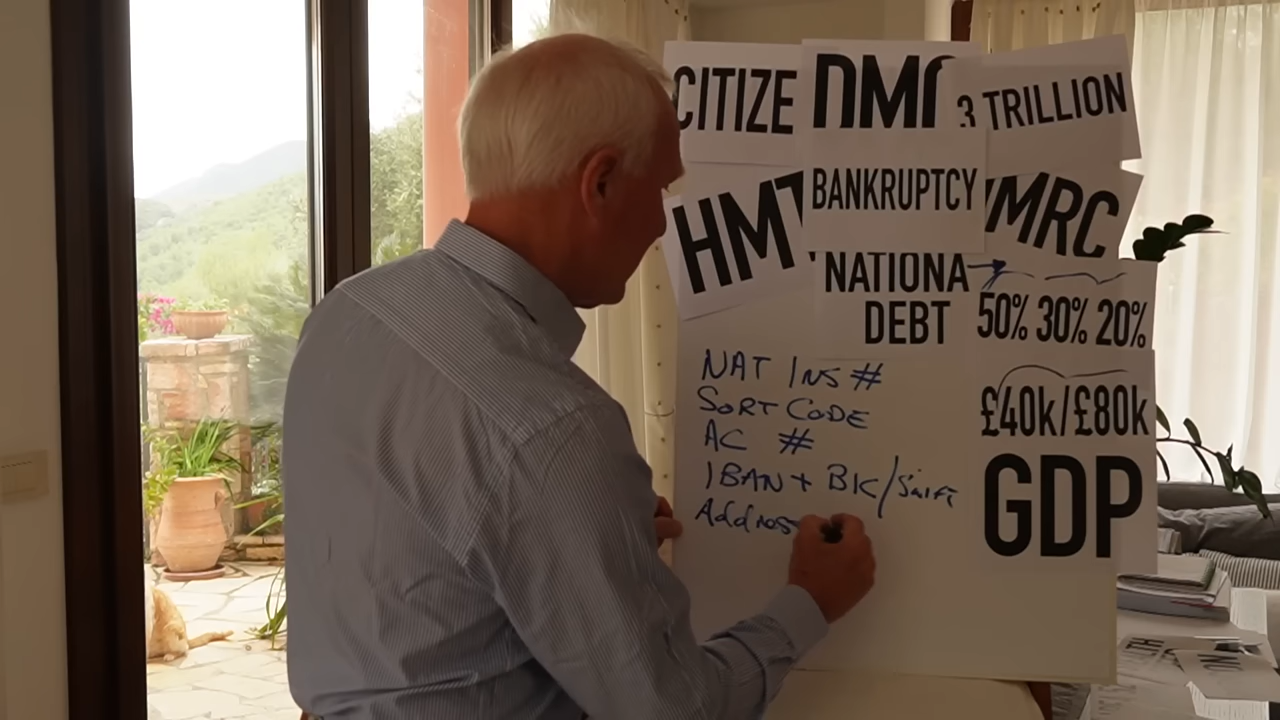 CITIZE
DMO
3 TRILLION
HMT
BANKRUPTCY
HMRC
NATIONA
DEBT
50% 30% 20%
£40k/£80k
GDP
NAT INS #
SORT CODE
AC #
IBAN + BIC/Swift
Address